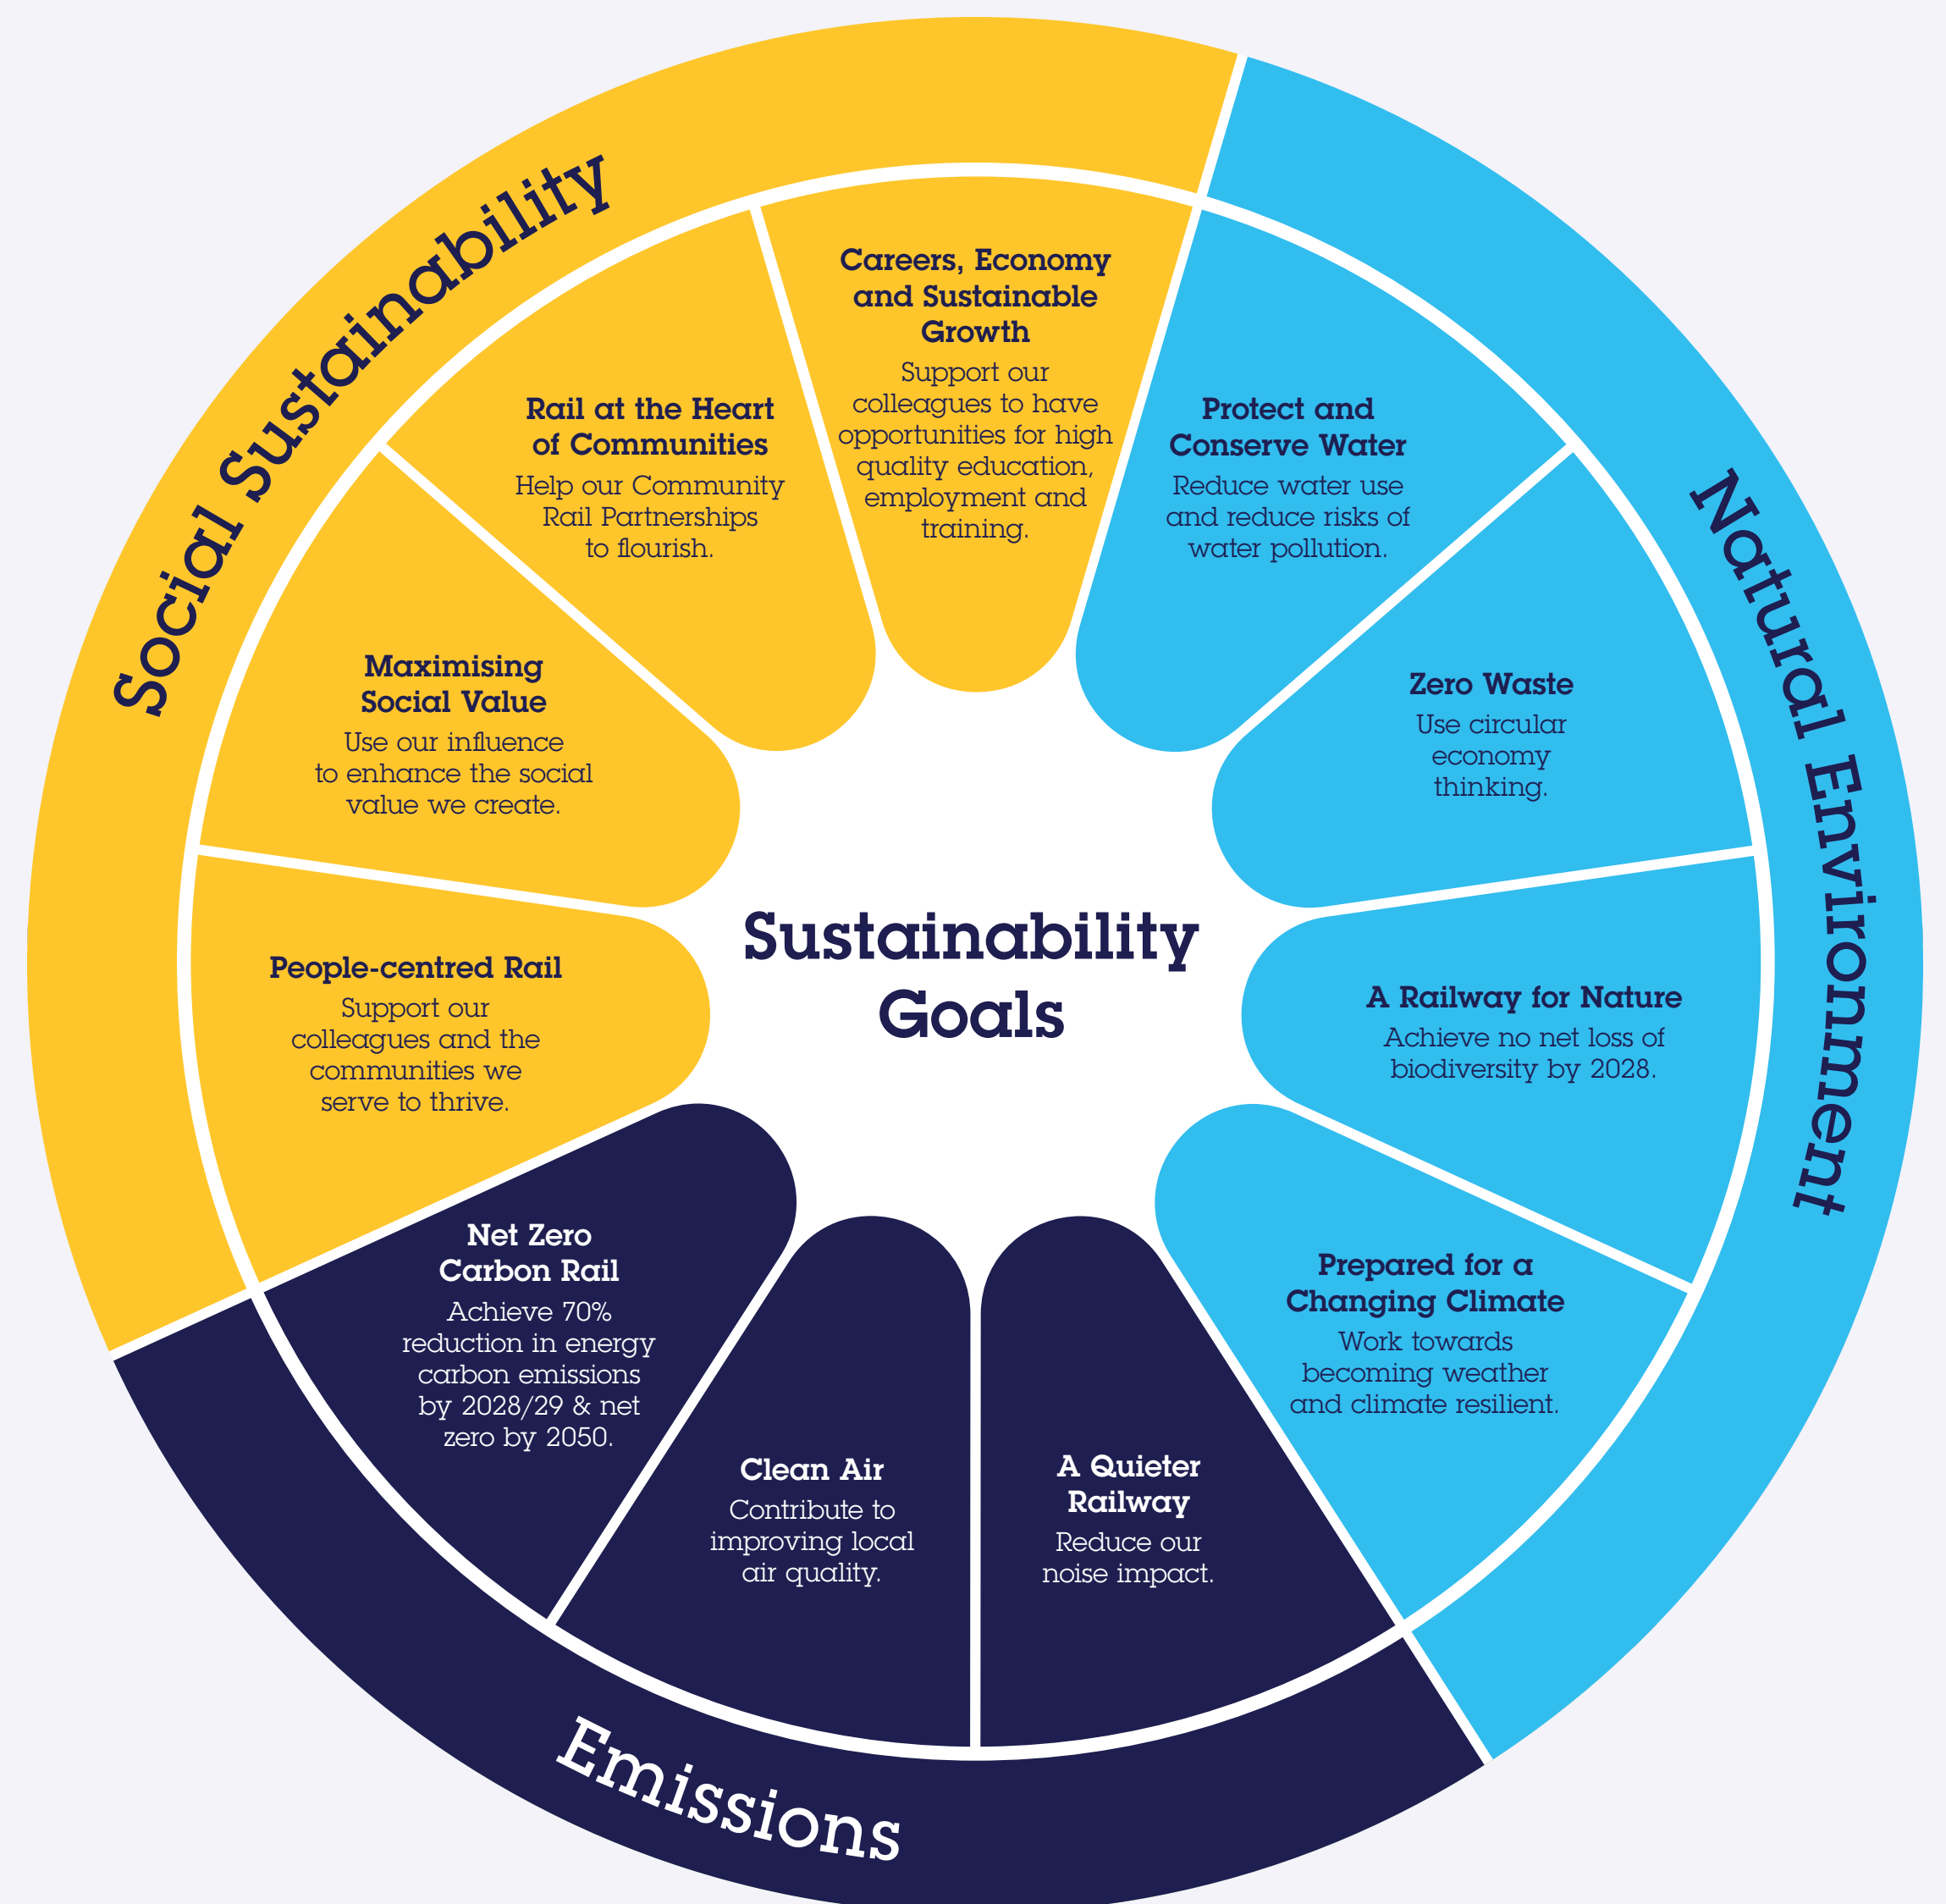 Sustainability
Goals
Social Sustainability
People-centred Rail
Support our
colleagues and the
communities we
serve to thrive.
Maximising
Social Value
Use our influence
to enhance the social
value we create.
Rail at the Heart
of Communities
Help our Community
Rail Partnerships
to flourish.
Careers, Economy
and Sustainable
Growth
Support our
colleagues to have
opportunities for high
quality education,
employment and
training.
Natural Environment
Protect and
Conserve Water
Reduce water use
and reduce risks of
water pollution.
Zero Waste
Use circular
economy
thinking.
A Railway for Nature
Achieve no net loss of
biodiversity by 2028.
Prepared for a
Changing Climate
Work towards
becoming weather
and climate resilient.
Emissions
A Quieter
Railway
Reduce our
noise impact.
Clean Air
Contribute to
improving local
air quality.
Net Zero
Carbon Rail
Achieve 70%
reduction in energy
carbon emissions
by 2028/29 & net
zero by 2050.